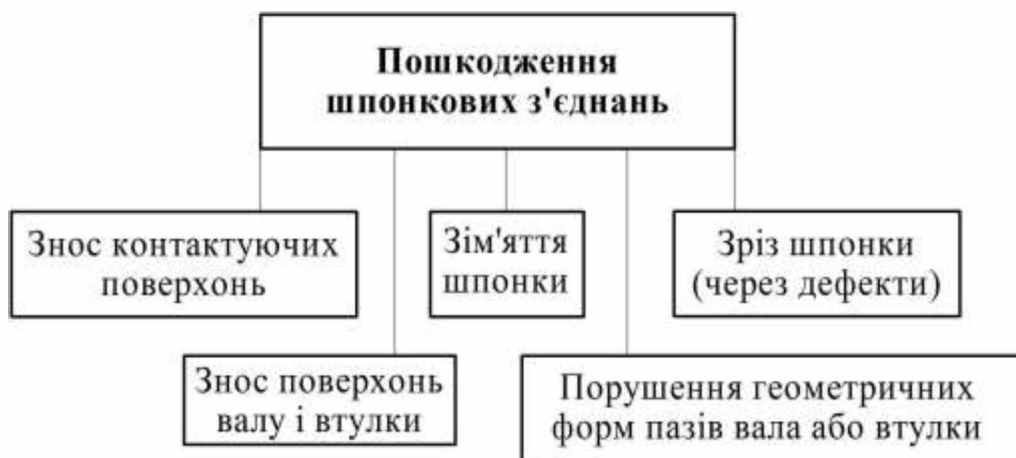 Пошкодження
шпонкових з'єднань
Знос контактуючих
поверхонь
Зім'яття
шпонки
Зріз шпонки
(через дефекти)
Знос поверхонь
валу і втулки
Порушення геометричних
форм пазів вала або втулки